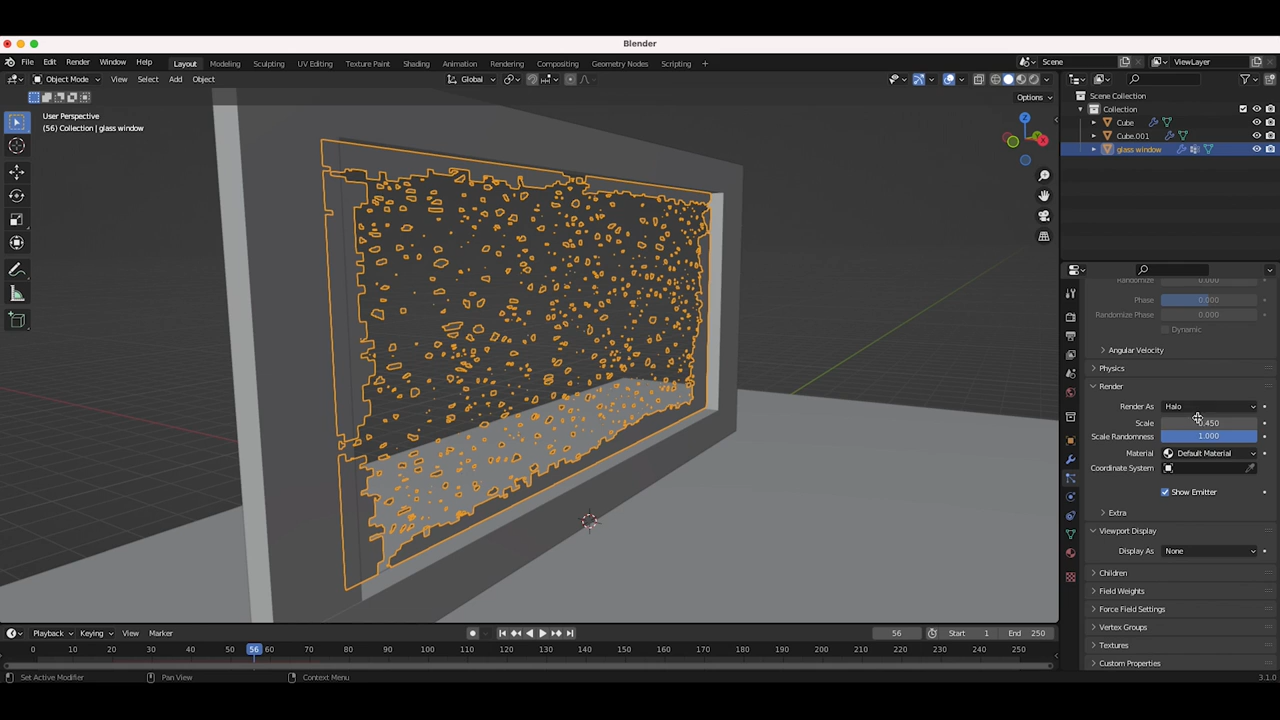 Blender
File Edit Render Window Help Layout Modeling Sculpting UV Editing Texture Paint Shading Animation Rendering Compositing Geometry Nodes Scripting + Scene ViewLayer
Object Mode View Select Add Object Global
Options
User Perspective
(56) Collection | glass window
Z
X
Scene Collection
Collection
Cube
Cube.001
glass window
Randomize 0.000
Phase 0.000
Randomize Phase 0.000
Dynamic
Angular Velocity
Physics
Render
Render As Halo
Scale 0.450
Scale Randomness 1.000
Material Default Material
Coordinate System
Show Emitter
Extra
Viewport Display
Display As None
Children
Field Weights
Force Field Settings
Vertex Groups
Textures
Custom Properties
Playback Keying View Marker 56 Start 1 End 250
0 10 20 30 40 50 56 60 70 80 90 100 110 120 130 140 150 160 170 180 190 200 210 220 230 240 250
Set Active Modifier Pan View Context Menu 3.1.0